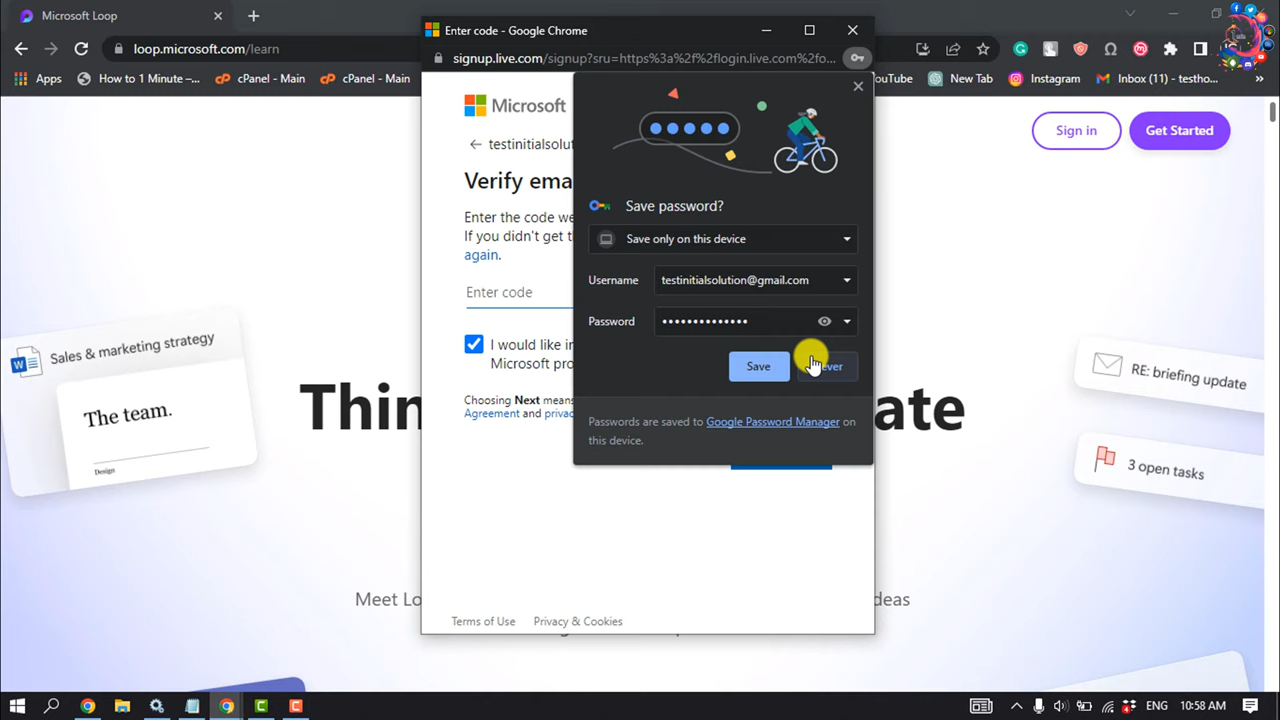 Microsoft Loop
Enter code - Google Chrome
loop.microsoft.com/learn
signup.live.com/signup?sru=https%3a%2f%2flogin.live.com%2fo...
Apps
How to 1 Minute –...
cPanel - Main
cPanel - Main
YouTube
New Tab
Instagram
Inbox (11) - testho...
Sign in
Get Started
Microsoft
testinitialsolut
Verify ema
Enter the code we
If you didn't get th
again.
Enter code
I would like in
Microsoft pro
Choosing Next means
Agreement and privac
Save password?
Save only on this device
Username
testinitialsolution@gmail.com
Password
••••••••••••••
Save
ever
Passwords are saved to Google Password Manager on
this device.
Terms of Use
Privacy & Cookies
Sales & marketing strategy
The team.
Design
Thin
ate
RE: briefing update
3 open tasks
Meet Lo
deas
ENG
10:58 AM